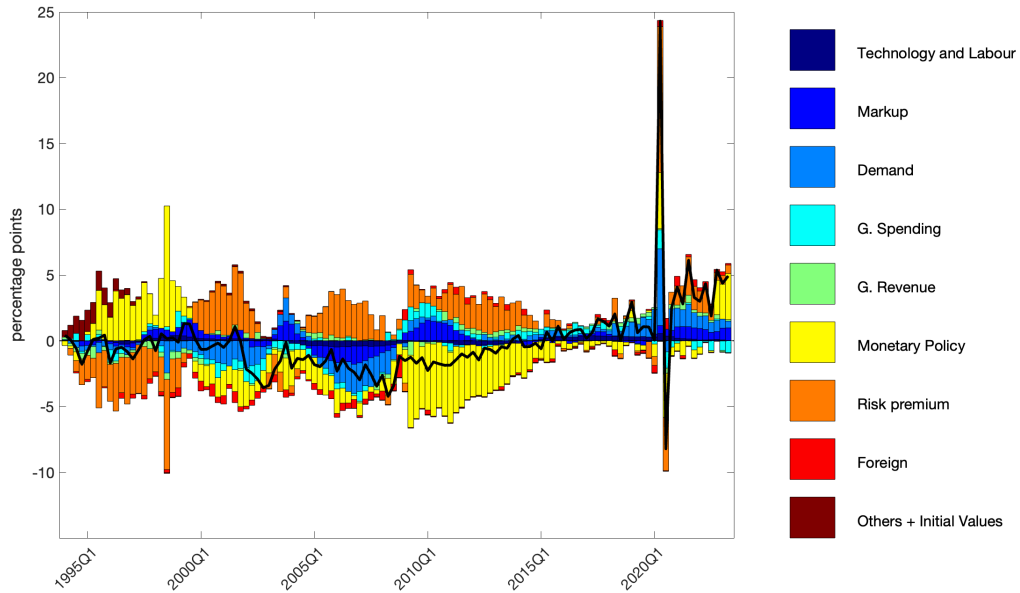 25
20
15
10
5
0
-5
-10
percentage points
1995Q1
2000Q1
2005Q1
2010Q1
2015Q1
2020Q1
Technology and Labour
Markup
Demand
G. Spending
G. Revenue
Monetary Policy
Risk premium
Foreign
Others + Initial Values